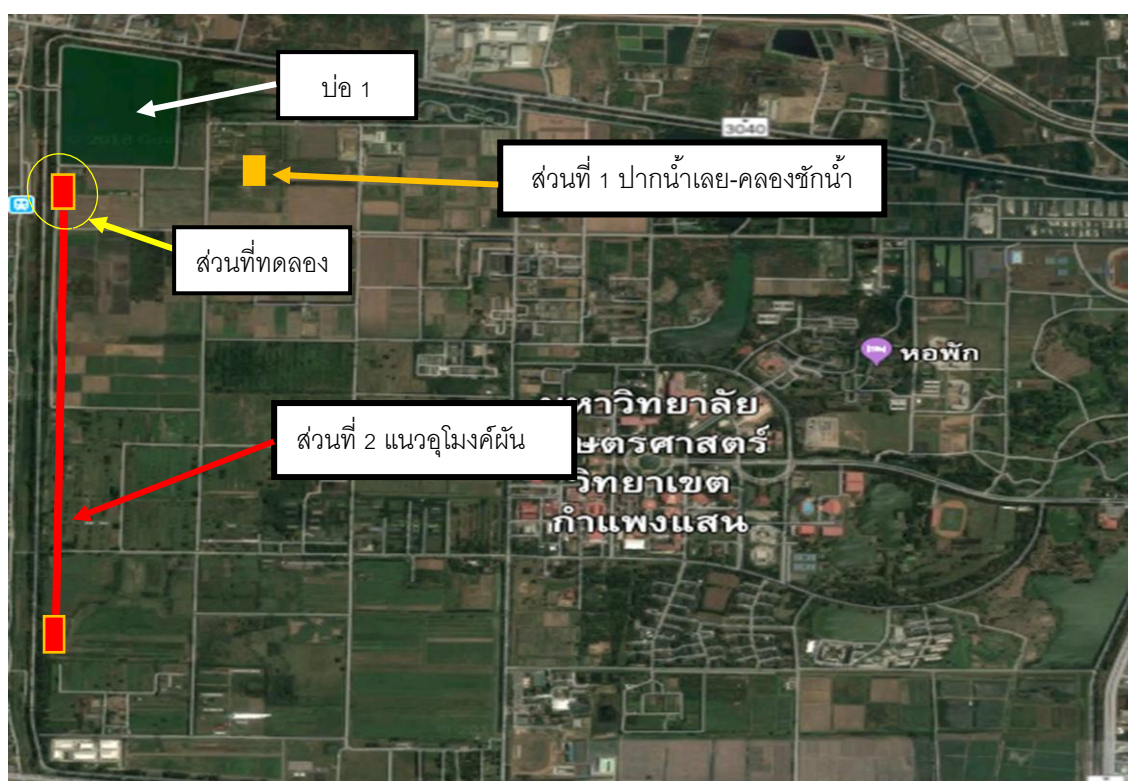 บ่อ 1
3040
ส่วนที่ 1 ปากน้ำเลย-คลองชักน้ำ
ส่วนที่ทดลอง
หอพัก
ส่วนที่ 2 แนวอุโมงค์ผัน
หาวิทยาลัย
ษตรศาสตร์
วิทยาเขต
กำแพงแสน